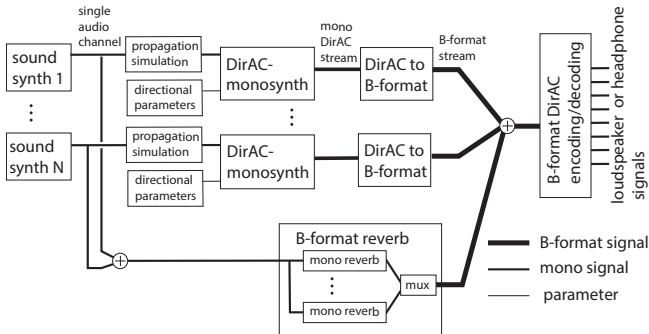 single
audio
channel
sound
synth 1
propagation
simulation
directional
parameters
DirAC-
monosynth
mono
DirAC
stream
DirAC to
B-format
B-format
stream
B-format DirAC
encoding/decoding
loudspeaker or headphone
signals
sound
synth N
propagation
simulation
directional
parameters
DirAC-
monosynth
DirAC to
B-format
B-format reverb
mono reverb
mono reverb
mux
B-format signal
mono signal
parameter